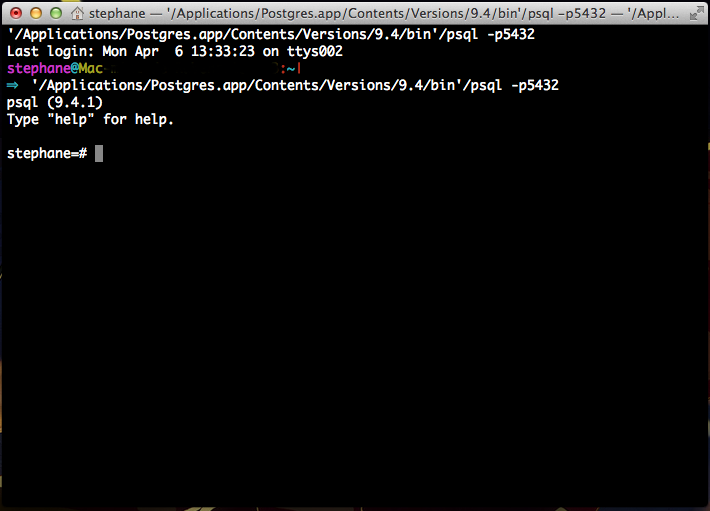 stephane — '/Applications/Postgres.app/Contents/Versions/9.4/bin'/psql -p5432 — '/Appl...
'/Applications/Postgres.app/Contents/Versions/9.4/bin'/psql -p5432
Last login: Mon Apr  6 13:33:23 on ttys002
stephane@Mac :~|
⇒  '/Applications/Postgres.app/Contents/Versions/9.4/bin'/psql -p5432
psql (9.4.1)
Type "help" for help.
stephane=#